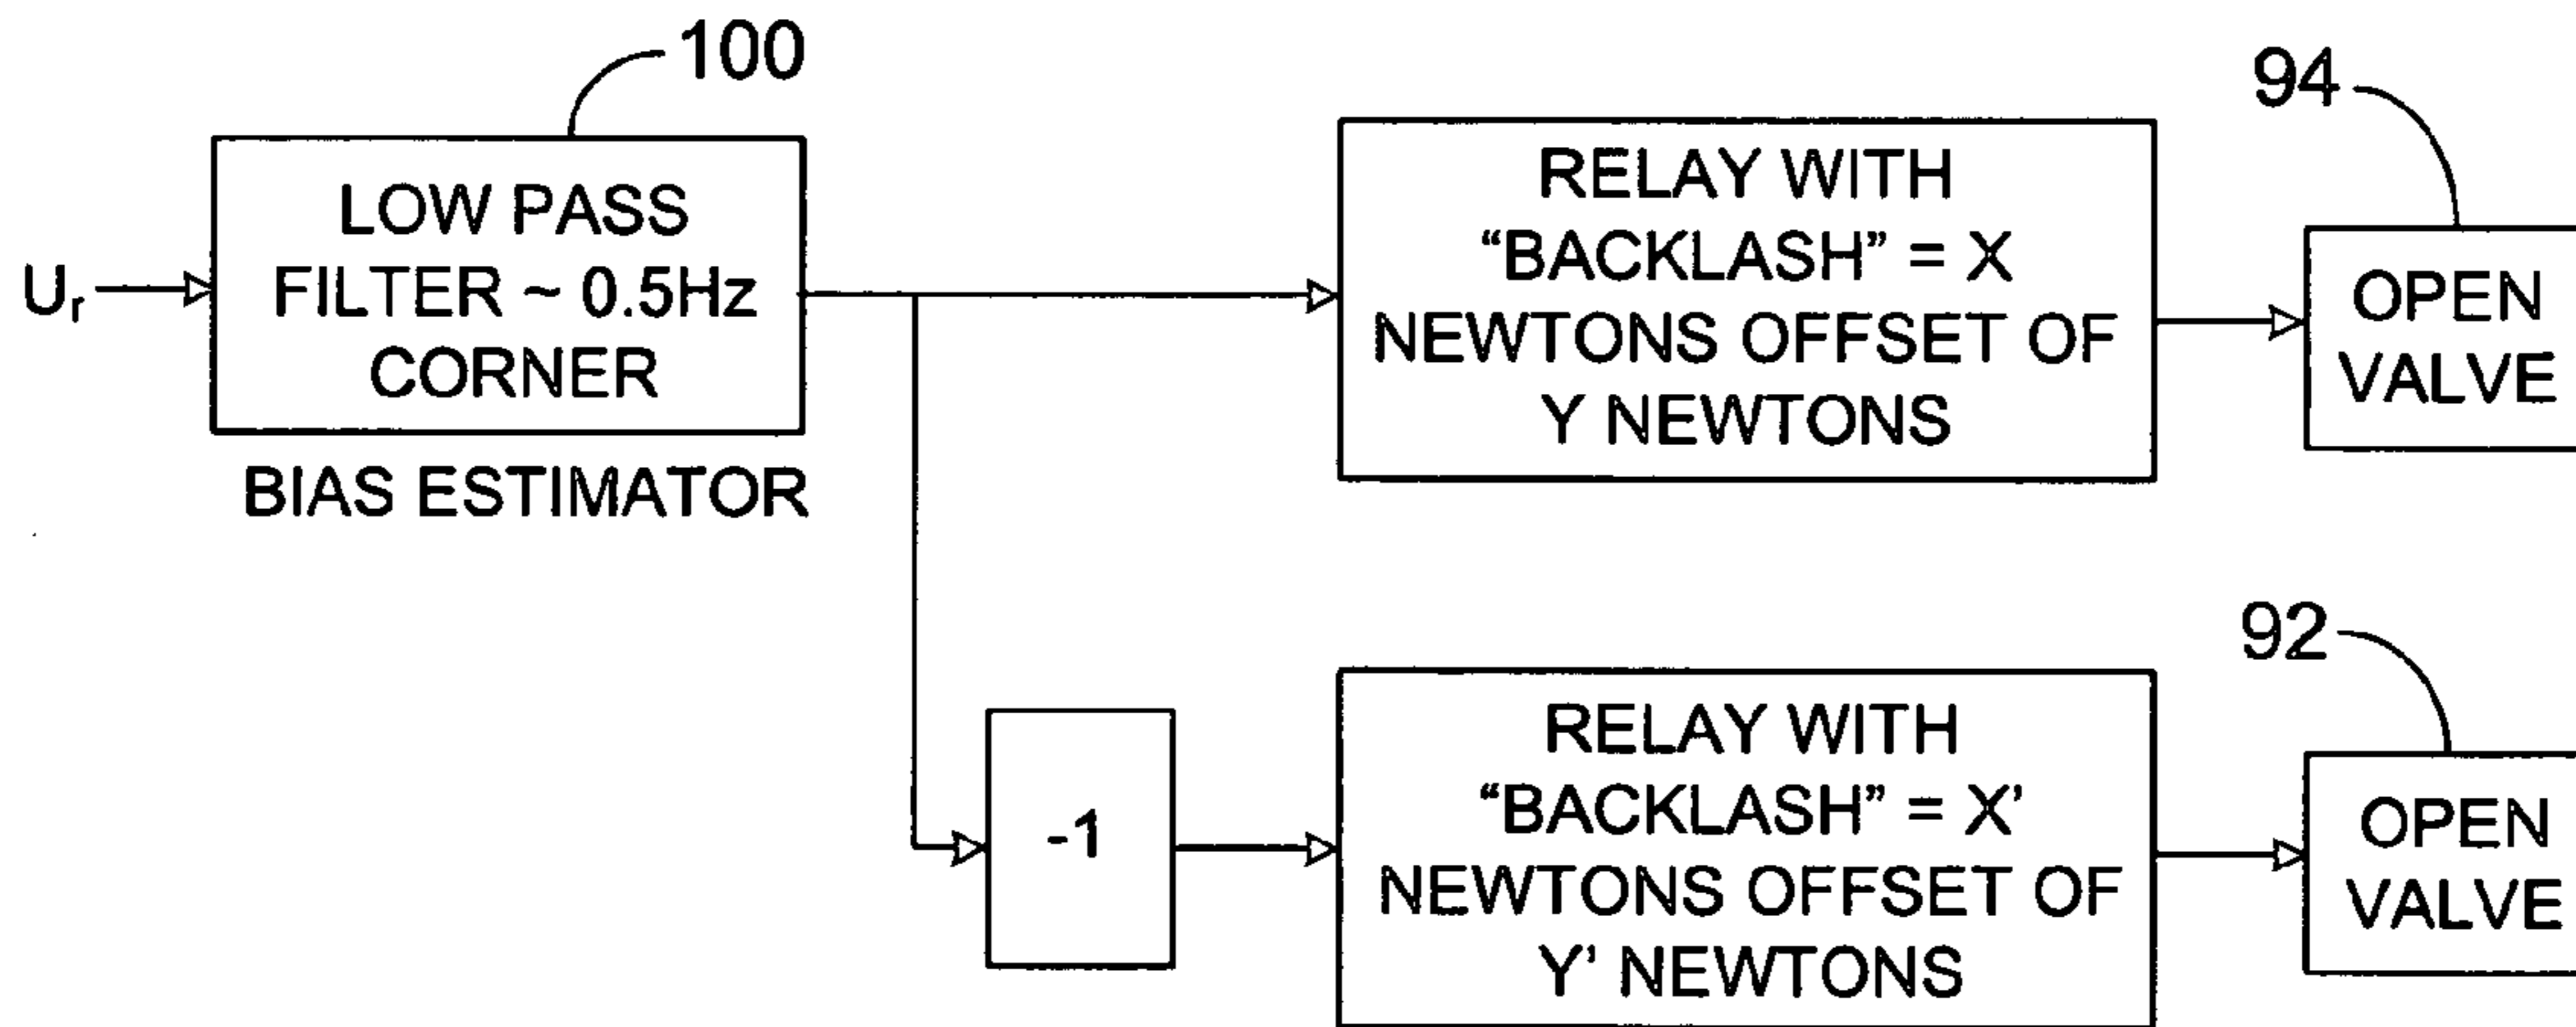 100
LOW PASS
FILTER ~ 0.5Hz
CORNER
BIAS ESTIMATOR
Ur
RELAY WITH
“BACKLASH” = X
NEWTONS OFFSET OF
Y NEWTONS
94
OPEN
VALVE
-1
RELAY WITH
“BACKLASH” = X’
NEWTONS OFFSET OF
Y’ NEWTONS
92
OPEN
VALVE